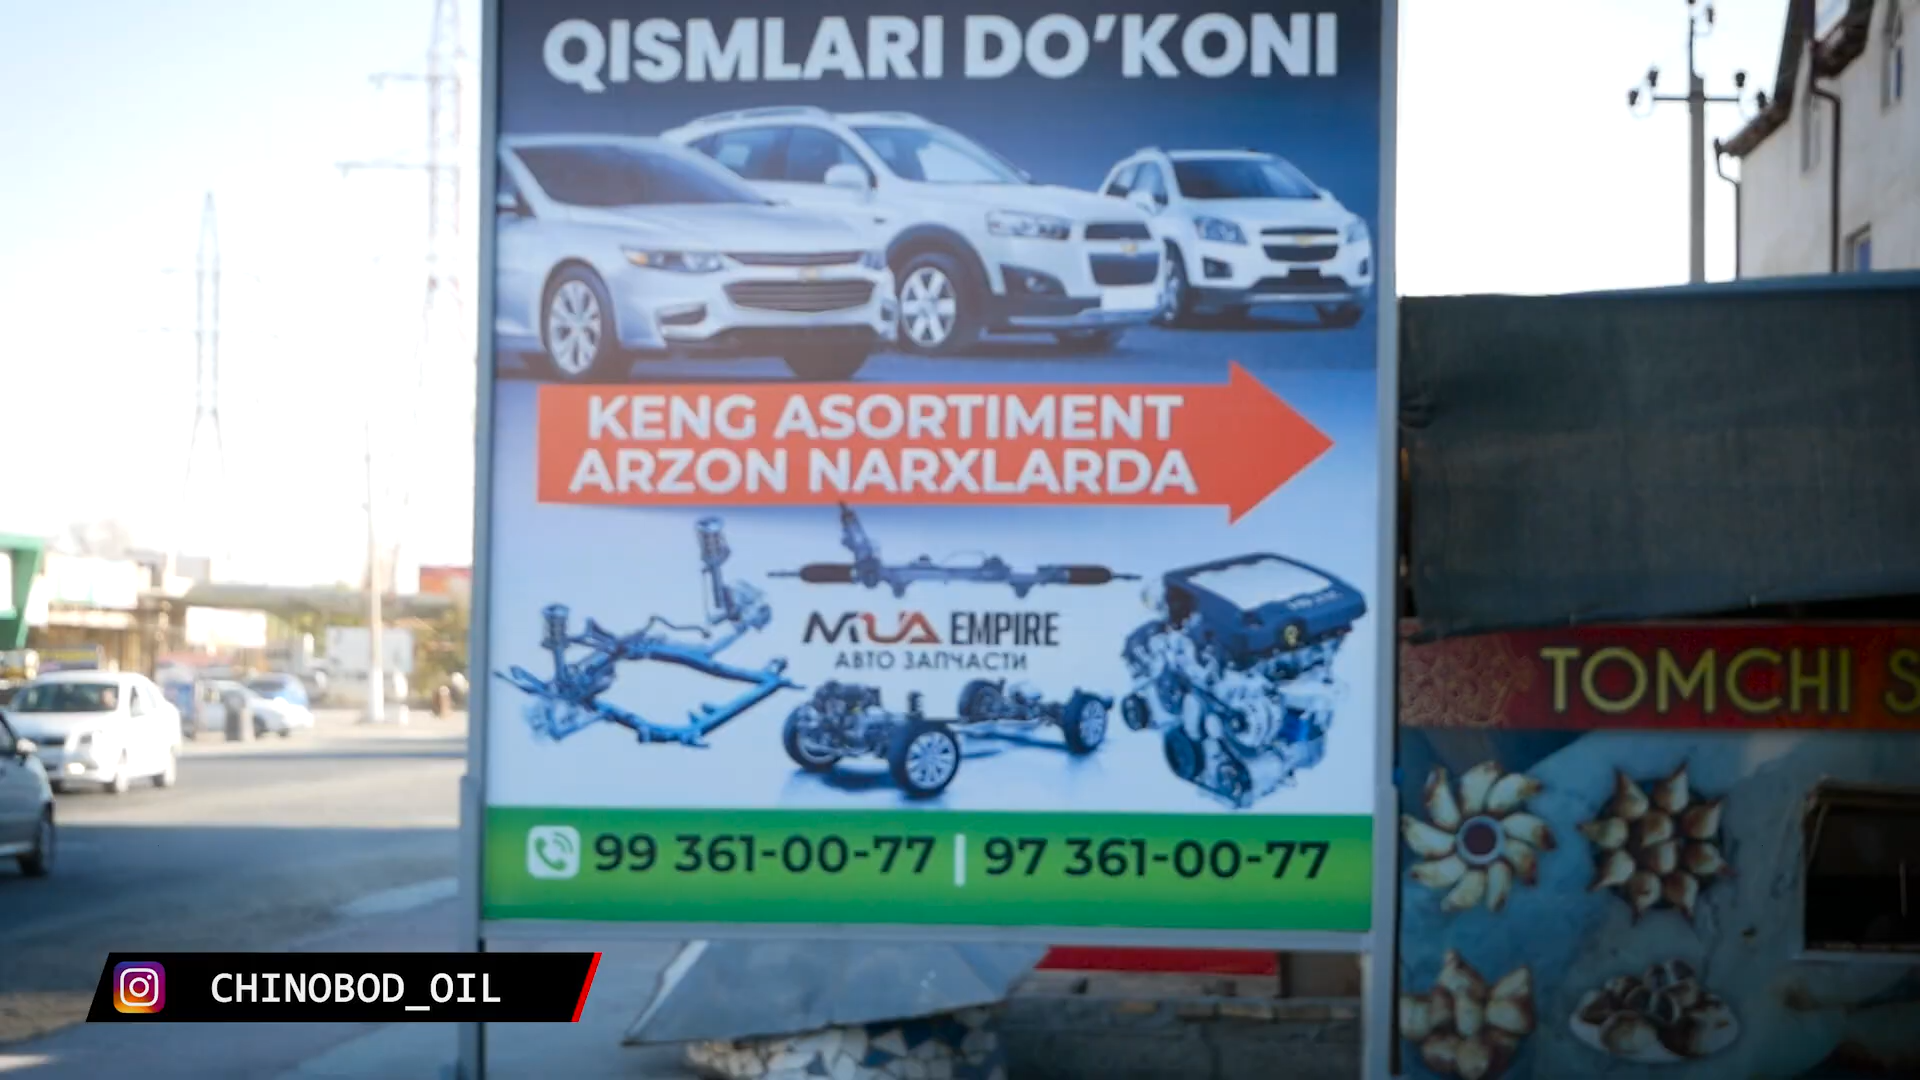 QISMLARI DO'KONI
KENG ASORTIMENT
ARZON NARXLARDA
MUA EMPIRE
АВТО ЗАПЧАСТИ
99 361-00-77 | 97 361-00-77
TOMCHI S
CHINOBOD_OIL